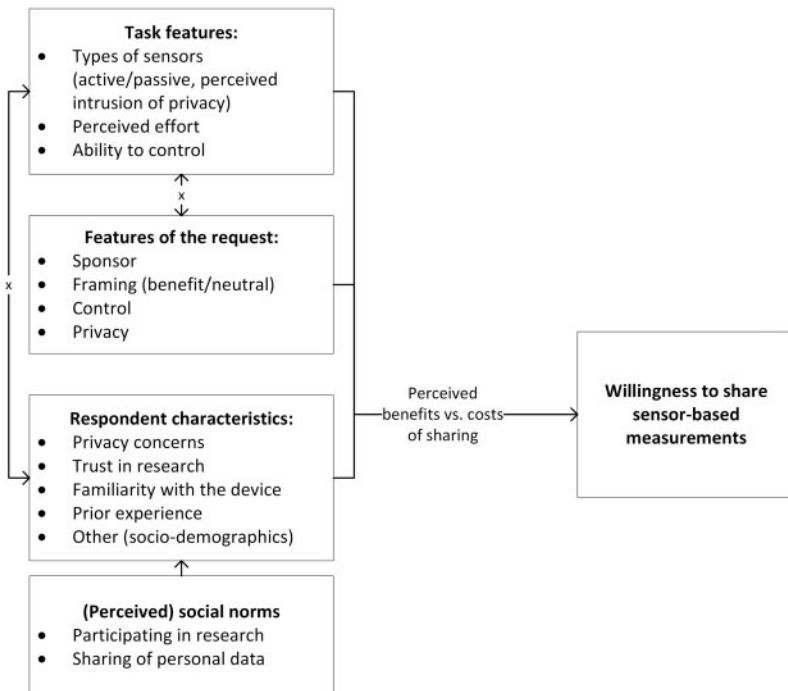 Task features:
• Types of sensors
(active/passive, perceived
intrusion of privacy)
• Perceived effort
• Ability to control
x
Features of the request:
• Sponsor
• Framing (benefit/neutral)
• Control
• Privacy
x
Respondent characteristics:
• Privacy concerns
• Trust in research
• Familiarity with the device
• Prior experience
• Other (socio-demographics)
(Perceived) social norms
• Participating in research
• Sharing of personal data
Perceived
benefits vs. costs
of sharing
Willingness to share
sensor-based
measurements